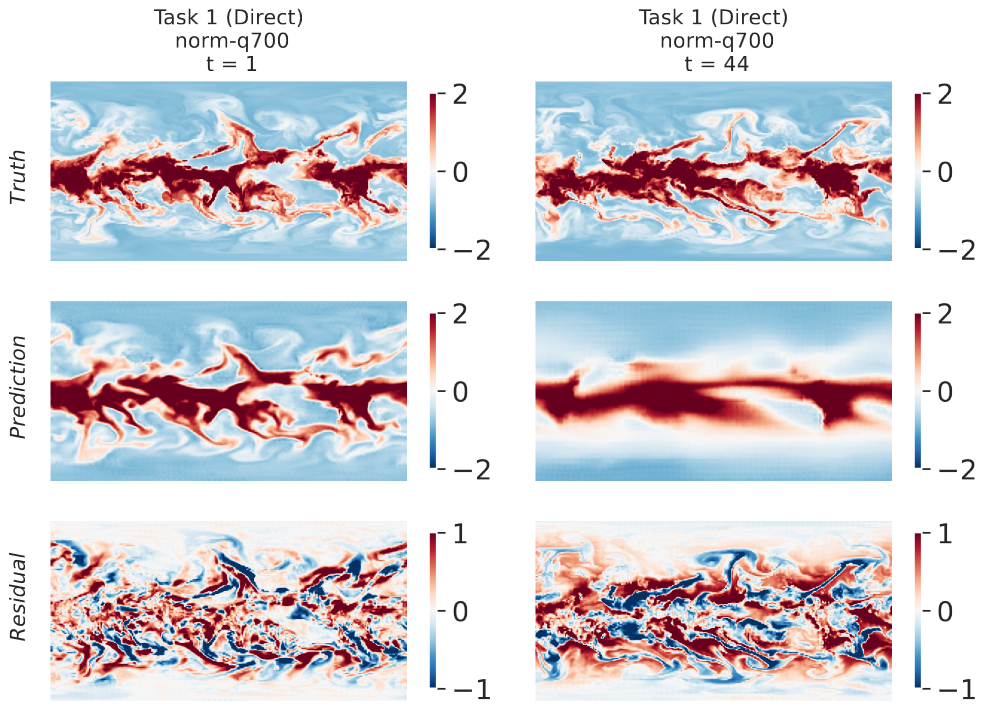 Task 1 (Direct)
norm-q700
t = 1
Task 1 (Direct)
norm-q700
t = 44
Truth
2
0
−2
2
0
−2
Prediction
2
0
−2
2
0
−2
Residual
1
0
−1
1
0
−1